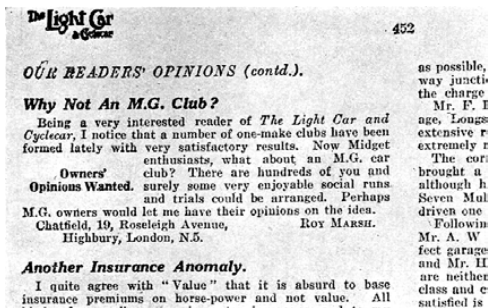 The Light Car
& Cyclecar
452
OUR READERS' OPINIONS (contd.).
Why Not An M.G. Club?
Being a very interested reader of The Light Car and
Cyclecar, I notice that a number of one-make clubs have been
formed lately with very satisfactory results. Now Midget
enthusiasts, what about an M.G. car
Owners' club? There are hundreds of you and
Opinions Wanted. surely some very enjoyable social runs
and trials could be arranged. Perhaps
M.G. owners would let me have their opinions on the idea.
Chatfield, 19, Roseleigh Avenue, ROY MARSH.
Highbury, London, N.5.
Another Insurance Anomaly.
I quite agree with "Value" that it is absurd to base
insurance premiums on horse-power and not value. All
as possible,
way juncti
the charge
Mr. F.
age, Longs
extensive
extremely
The cor
brought a
although h
Seven Mul
driven one
Followin
Mr. A. W
fect garage
and Mr. H
are neither
class and
satisfied is